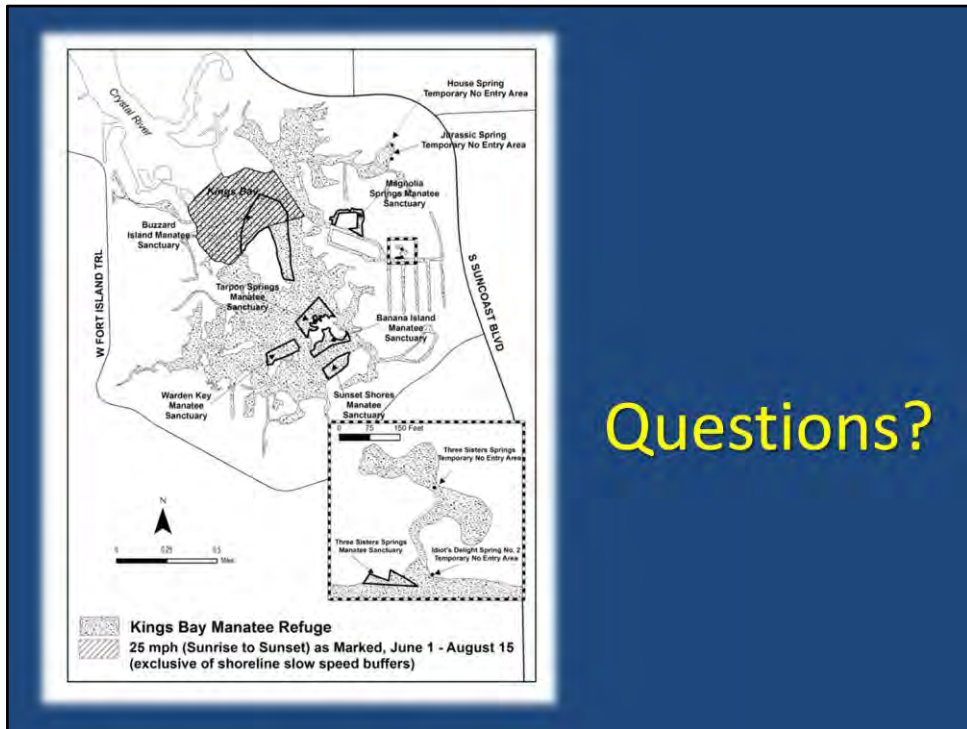 House Spring
Temporary No Entry Area
Crystal River
Jurassic Spring
Temporary No Entry Area
Magnolia
Springs Manatee
Sanctuary
Kings Bay
Buzzard
Island Manatee
Sanctuary
W FORT ISLAND TRL
S SUNCOAST BLVD
Tarpon Springs
Manatee
Sanctuary
Banana Island
Manatee
Sanctuary
Warden Key
Manatee
Sanctuary
Sunset Shores
Manatee
Sanctuary
0 75 150 Feet
Three Sisters Springs
Temporary No Entry Area
Three Sisters Springs
Manatee Sanctuary
Idiot's Delight Spring No. 2
Temporary No Entry Area
N
0 0.25 0.5
Miles
Kings Bay Manatee Refuge
25 mph (Sunrise to Sunset) as Marked, June 1 - August 15
(exclusive of shoreline slow speed buffers)
Questions?